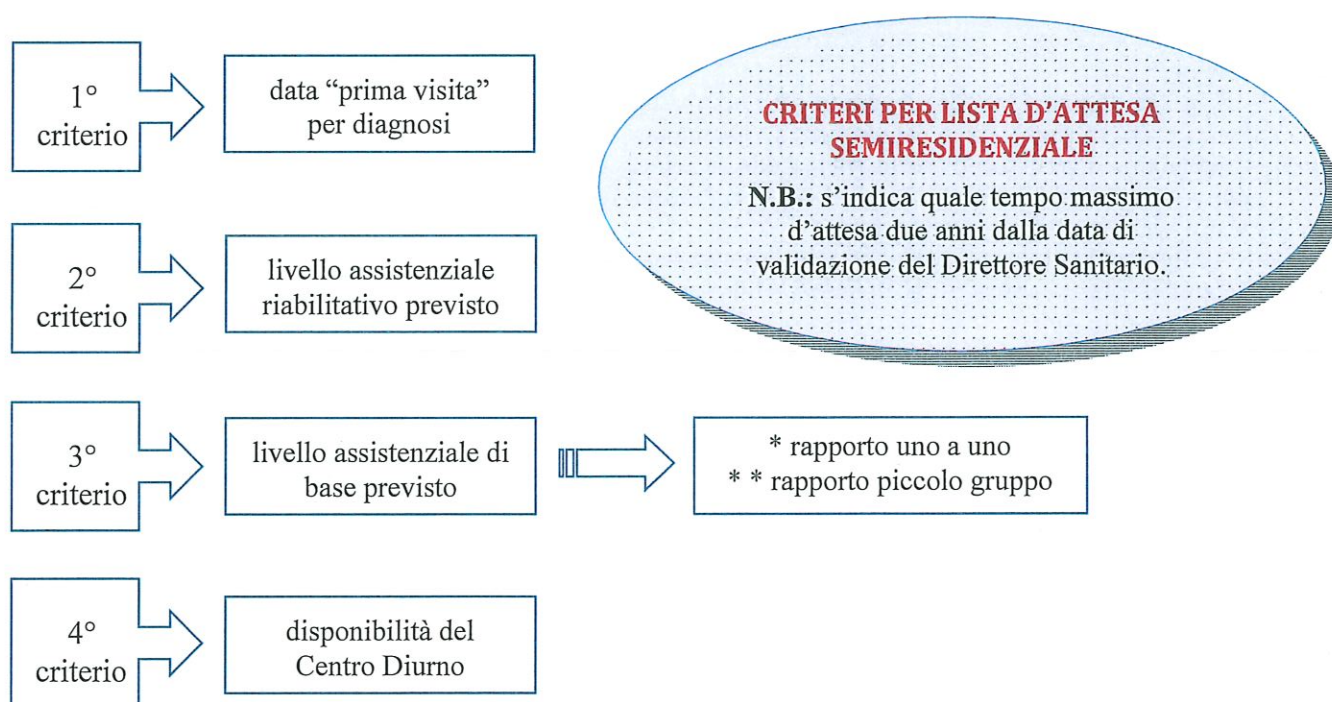 1°
criterio
data “prima visita”
per diagnosi
CRITERI PER LISTA D’ATTESA
SEMIRESIDENZIALE
N.B.: s’indica quale tempo massimo
d’attesa due anni dalla data di
validazione del Direttore Sanitario.
2°
criterio
livello assistenziale
riabilitativo previsto
3°
criterio
livello assistenziale di
base previsto
* rapporto uno a uno
* * rapporto piccolo gruppo
4°
criterio
disponibilità del
Centro Diurno